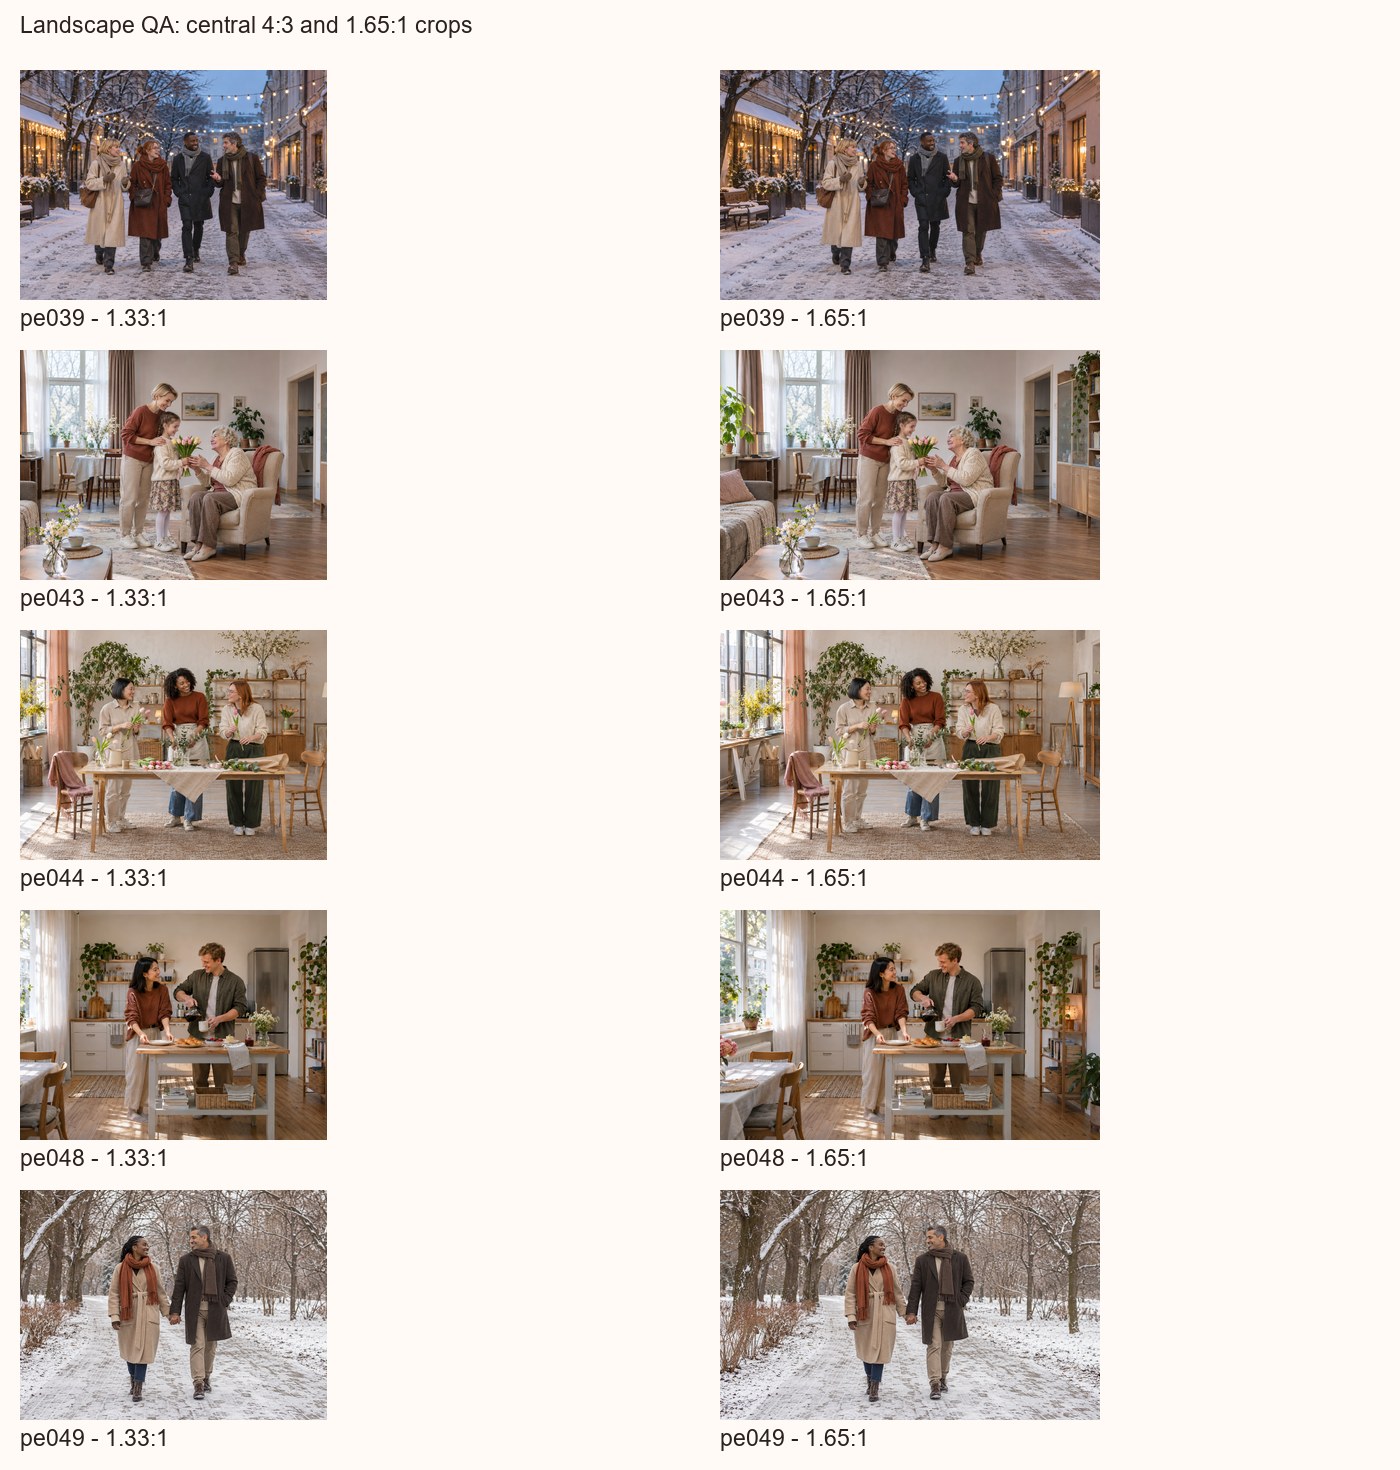 Landscape QA: central 4:3 and 1.65:1 crops
pe039 - 1.33:1
pe039 - 1.65:1
pe043 - 1.33:1
pe043 - 1.65:1
pe044 - 1.33:1
pe044 - 1.65:1
pe048 - 1.33:1
pe048 - 1.65:1
pe049 - 1.33:1
pe049 - 1.65:1